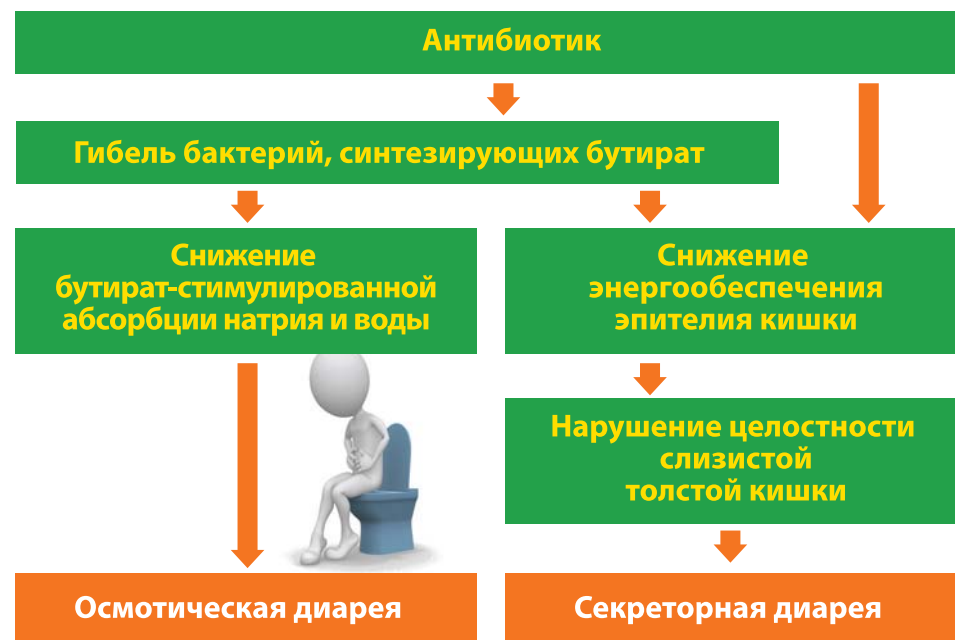 Антибиотик
Гибель бактерий, синтезирующих бутират
Снижение
бутират-стимулированной
абсорбции натрия и воды
Снижение
энергообеспечения
эпителия кишки
Нарушение целостности
слизистой
толстой кишки
Осмотическая диарея
Секреторная диарея